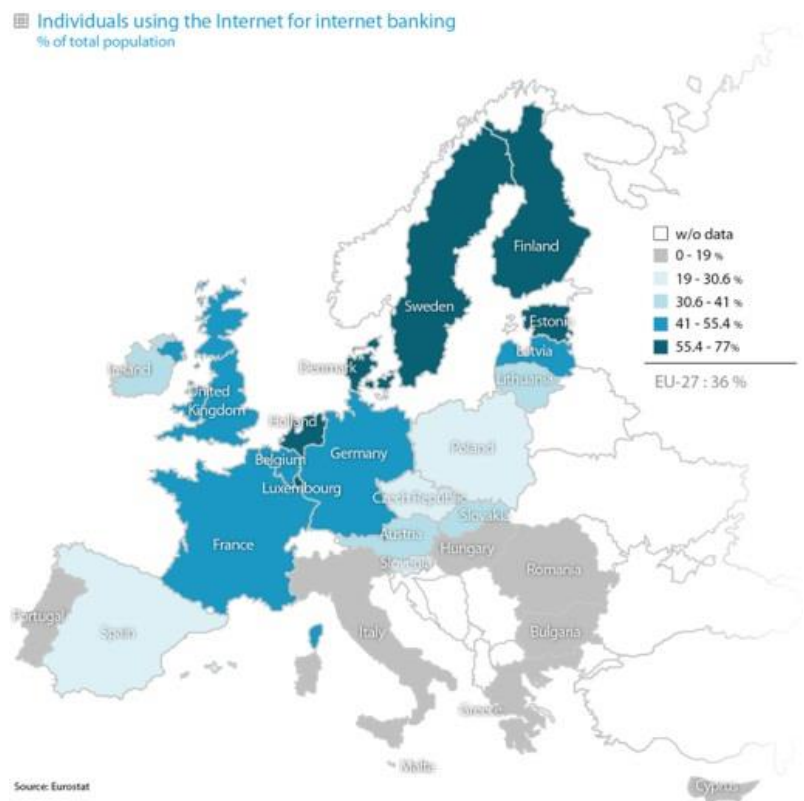 Individuals using the Internet for internet banking
% of total population
w/o data
0 - 19 %
19 - 30.6 %
30.6 - 41 %
41 - 55.4 %
55.4 - 77%
EU-27 : 36 %
Finland
Sweden
Estonia
Latvia
Lithuania
Denmark
Ireland
United
Kingdom
Holland
Belgium
Germany
Poland
Luxembourg
Czech Republic
Slovakia
Austria
France
Hungary
Slovenia
Romania
Portugal
Spain
Italy
Bulgaria
Greece
Malta
Cyprus
Source: Eurostat